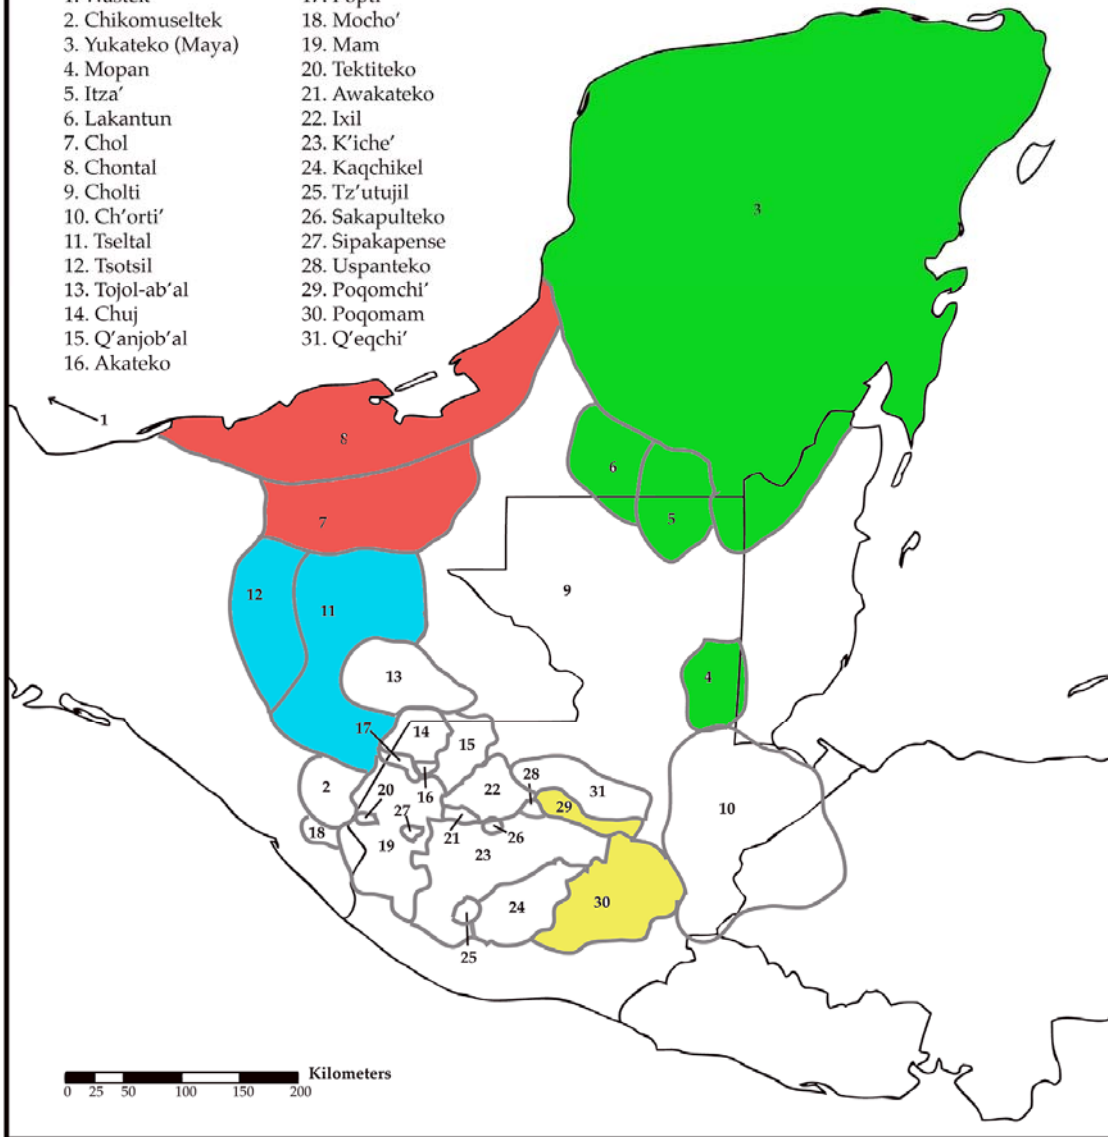 2. Chikomuseltek
3. Yukateko (Maya)
4. Mopan
5. Itza'
6. Lakantun
7. Chol
8. Chontal
9. Cholti
10. Ch'orti'
11. Tseltal
12. Tsotsil
13. Tojol-ab'al
14. Chuj
15. Q'anjob'al
16. Akateko
18. Mocho'
19. Mam
20. Tektiteko
21. Awakateko
22. Ixil
23. K'iche'
24. Kaqchikel
25. Tz'utujil
26. Sakapulteko
27. Sipakapense
28. Uspanteko
29. Poqomchi'
30. Poqomam
31. Q'eqchi'
3
1
8
6
7
5
9
12
11
13
4
17
14
15
28
2
20
16
22
29
31
27
10
18
19
21
26
23
30
24
25
Kilometers
0 25 50 100 150 200